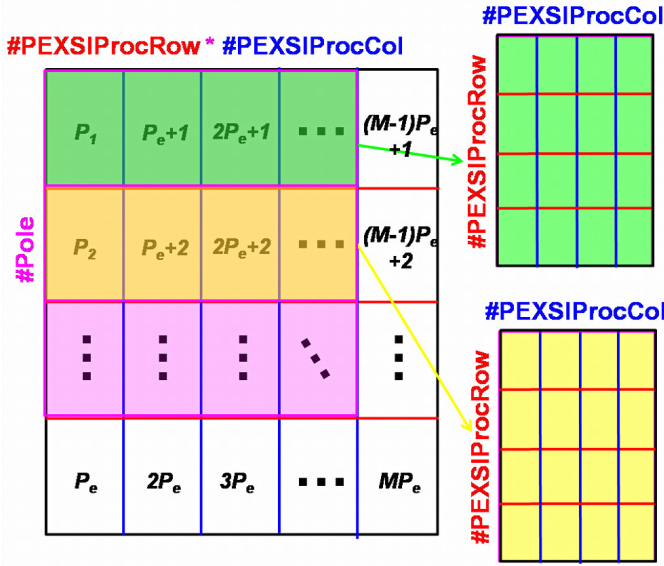 #PEXSIProcRow * #PEXSIProcCol
P1 Pe+1 2Pe+1 ▪ ▪ ▪ (M-1)Pe
+1
P2 Pe+2 2Pe+2 ▪ ▪ ▪ (M-1)Pe
+2
Pe 2Pe 3Pe ▪ ▪ ▪ MPe
#Pole
#PEXSIProcCol
#PEXSIProcRow
#PEXSIProcCol
#PEXSIProcRow